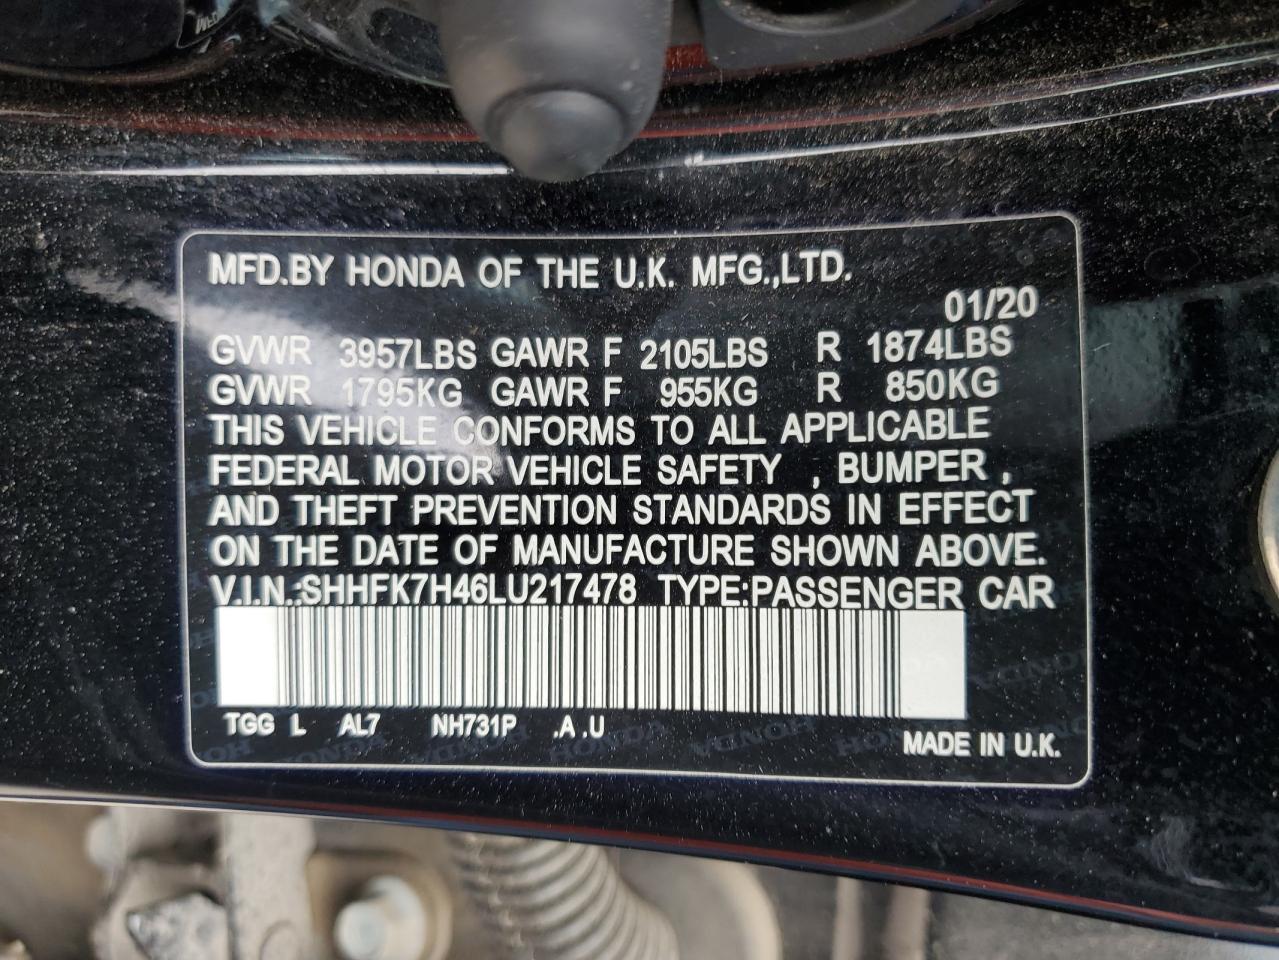 MFD.BY HONDA OF THE U.K. MFG.,LTD.
01/20
GVWR 3957LBS GAWR F 2105LBS R 1874LBS
GVWR 1795KG GAWR F 955KG R 850KG
THIS VEHICLE CONFORMS TO ALL APPLICABLE
FEDERAL MOTOR VEHICLE SAFETY , BUMPER ,
AND THEFT PREVENTION STANDARDS IN EFFECT
ON THE DATE OF MANUFACTURE SHOWN ABOVE.
V.I.N.:SHHFK7H46LU217478 TYPE:PASSENGER CAR
TGG L AL7 NH731P .A .U
MADE IN U.K.